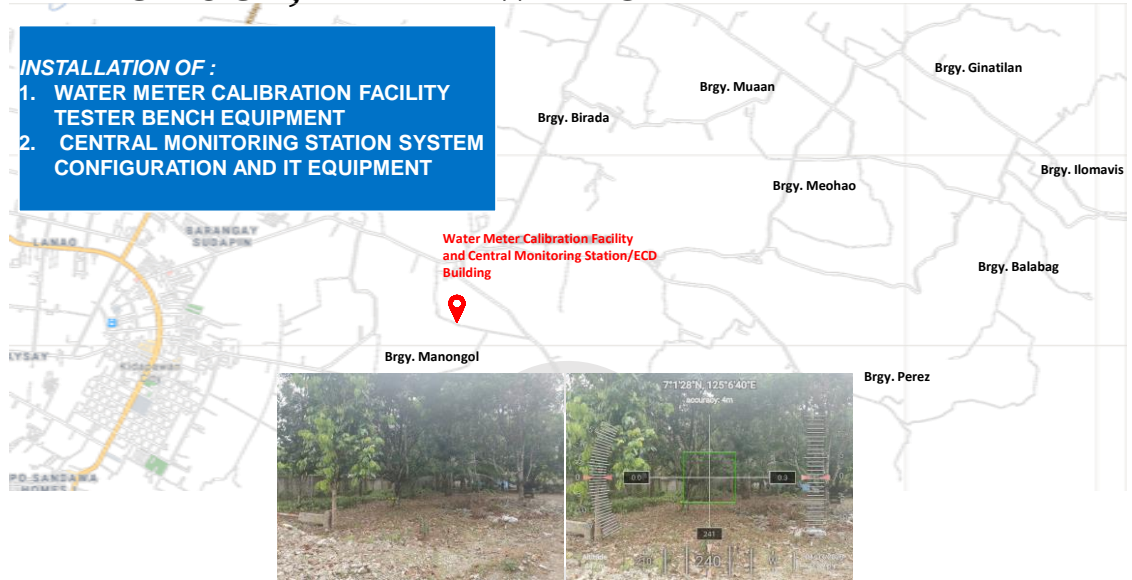 INSTALLATION OF :
1. WATER METER CALIBRATION FACILITY
TESTER BENCH EQUIPMENT
2. CENTRAL MONITORING STATION SYSTEM
CONFIGURATION AND IT EQUIPMENT
Brgy. Ginatilan
Brgy. Muaan
Brgy. Birada
Brgy. Ilomavis
Brgy. Meohao
BARANGAY
SUDAPIN
LANAO
Water Meter Calibration Facility
and Central Monitoring Station/ECD
Building
Brgy. Balabag
Brgy. Manongol
Kidapawan
Brgy. Perez
7°1'28"N, 125°6'40"E
accuracy: 4m
0.0°
0.3
241
240
SANDAWA
HOMES